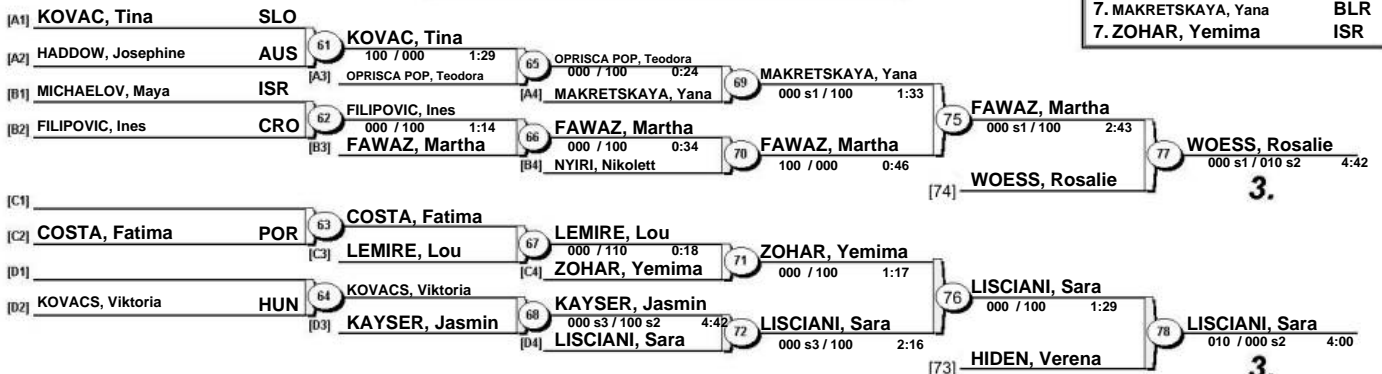 7. MAKRETSKAYA, Yana BLR
7. ZOHAR, Yemima ISR
[A1] KOVAC, Tina SLO
61 KOVAC, Tina
100 / 000 1:29
[A2] HADDOW, Josephine AUS
[A3] OPRISCA POP, Teodora
65 OPRISCA POP, Teodora
000 / 100 0:24
[A4] MAKRETSKAYA, Yana
69 MAKRETSKAYA, Yana
000 s1 / 100 1:33
[B1] MICHAELOV, Maya ISR
62 FILIPOVIC, Ines
000 / 100 1:14
[B2] FILIPOVIC, Ines CRO
[B3] FAWAZ, Martha
66 FAWAZ, Martha
000 / 100 0:34
[B4] NYIRI, Nikolett
70 FAWAZ, Martha
100 / 000 0:46
75 FAWAZ, Martha
000 s1 / 100 2:43
[74] WOESS, Rosalie
77 WOESS, Rosalie
000 s1 / 010 s2 4:42
3.
[C1]
63 COSTA, Fatima
[C2] COSTA, Fatima POR
[C3] LEMIRE, Lou
67 LEMIRE, Lou
000 / 110 0:18
[C4] ZOHAR, Yemima
71 ZOHAR, Yemima
000 / 100 1:17
[D1]
64 KOVACS, Viktoria
[D2] KOVACS, Viktoria HUN
[D3] KAYSER, Jasmin
68 KAYSER, Jasmin
000 s3 / 100 s2 4:42
[D4] LISCIANI, Sara
72 LISCIANI, Sara
000 s3 / 100 2:16
76 LISCIANI, Sara
000 / 100 1:29
[73] HIDEN, Verena
78 LISCIANI, Sara
010 / 000 s2 4:00
3.